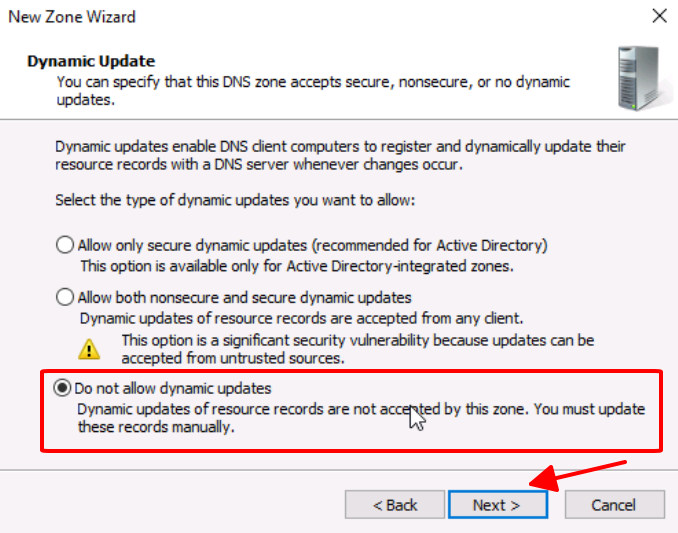 New Zone Wizard
Dynamic Update
You can specify that this DNS zone accepts secure, nonsecure, or no dynamic
updates.
Dynamic updates enable DNS client computers to register and dynamically update their
resource records with a DNS server whenever changes occur.
Select the type of dynamic updates you want to allow:
Allow only secure dynamic updates (recommended for Active Directory)
This option is available only for Active Directory-integrated zones.
Allow both nonsecure and secure dynamic updates
Dynamic updates of resource records are accepted from any client.
This option is a significant security vulnerability because updates can be
accepted from untrusted sources.
Do not allow dynamic updates
Dynamic updates of resource records are not accepted by this zone. You must update
these records manually.
< Back
Next >
Cancel